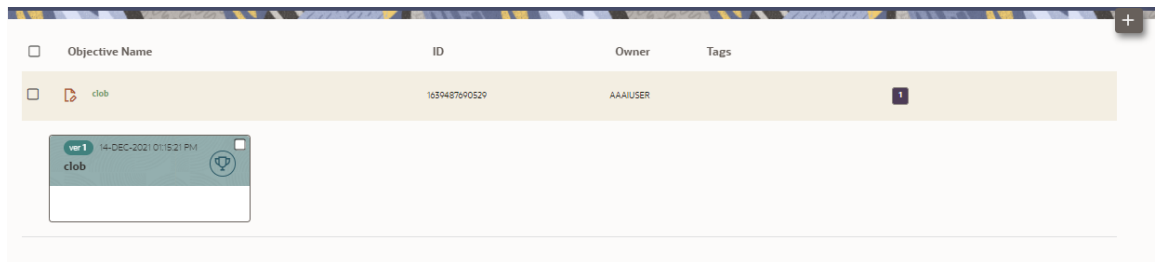 +
Objective Name ID Owner Tags
clob 1639487690529 AAAIUSER 1
ver 1 14-DEC-2021 01:15:21 PM
clob